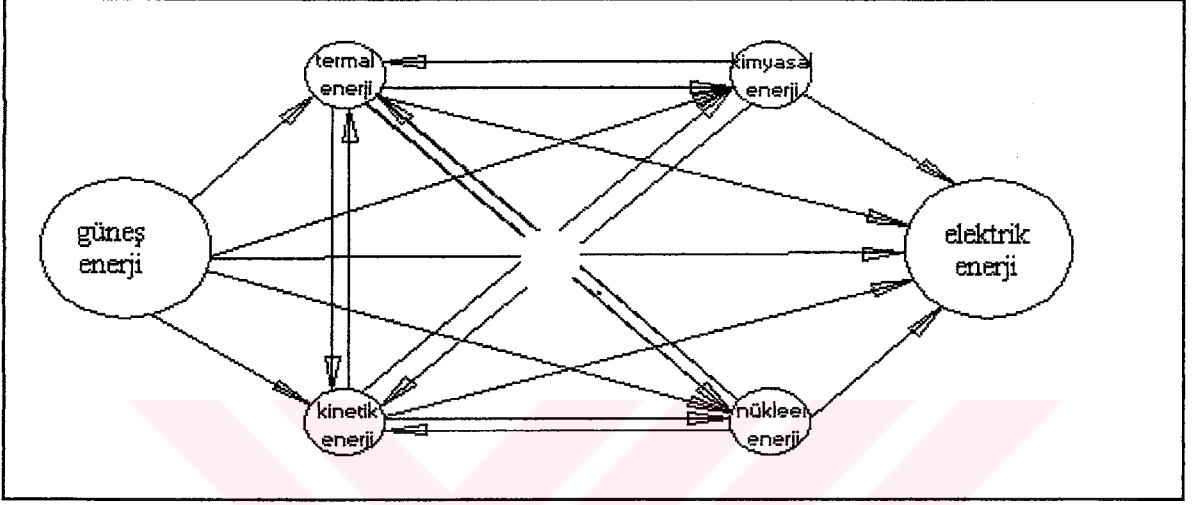 termal
enerji
kimyasal
enerji
güneş
enerji
elektrik
enerji
kinetik
enerji
nükleer
enerji